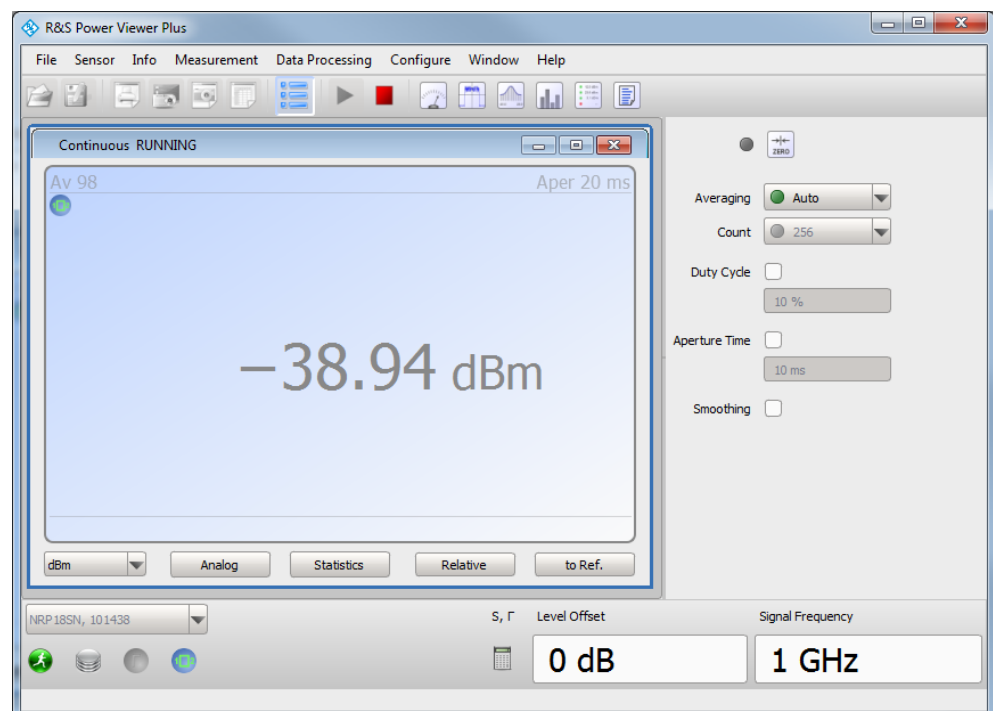 R&S Power Viewer Plus
File Sensor Info Measurement Data Processing Configure Window Help
Continuous RUNNING
Av 98 Aper 20 ms
−38.94 dBm
dBm Analog Statistics Relative to Ref.
ZERO
Averaging Auto
Count 256
Duty Cycle
10 %
Aperture Time
10 ms
Smoothing
NRP18SN, 101438 S, Γ Level Offset Signal Frequency
0 dB 1 GHz